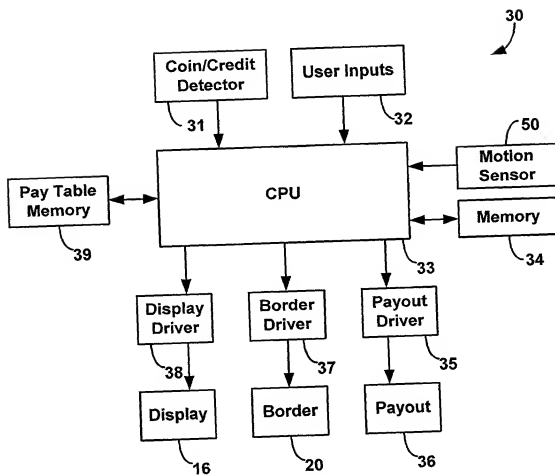 30
Coin/Credit
Detector
31
User Inputs
32
50
Motion
Sensor
CPU
Pay Table
Memory
39
Memory
34
33
Display
Driver
38
Border
Driver
37
Payout
Driver
35
Display
16
Border
20
Payout
36